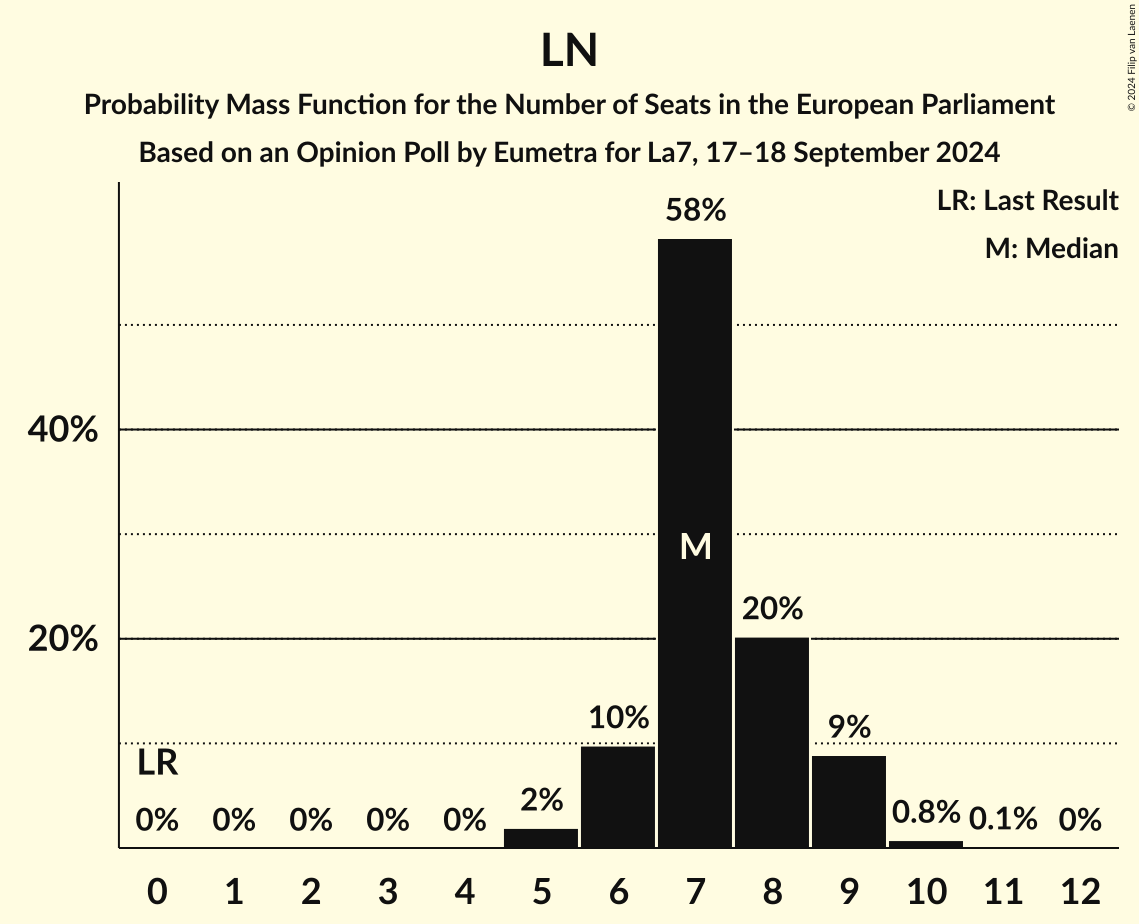 LN
Probability Mass Function for the Number of Seats in the European Parliament
Based on an Opinion Poll by Eumetra for La7, 17–18 September 2024
© 2024 Filip van Laenen
LR: Last Result
M: Median
58%
40%
M
20%
20%
10%
9%
LR
2%
0% 0% 0% 0% 0% 0.8% 0.1% 0%
0 1 2 3 4 5 6 7 8 9 10 11 12